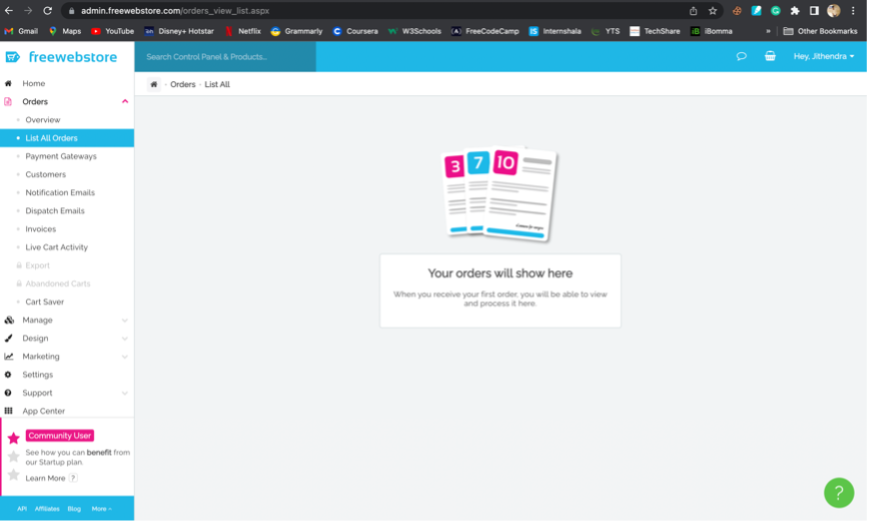 admin.freewebstore.com/orders_view_list.aspx
Gmail Maps YouTube Disney+ Hotstar Netflix Grammarly Coursera W3Schools FreeCodeCamp Internshala YTS TechShare iBomma » Other Bookmarks
freewebstore
Search Control Panel & Products...
Hey, Jithendra
Orders · List All
Home
Orders
Overview
List All Orders
Payment Gateways
Customers
Notification Emails
Dispatch Emails
Invoices
Live Cart Activity
Export
Abandoned Carts
Cart Saver
Manage
Design
Marketing
Settings
Support
App Center
Community User
See how you can benefit from
our Startup plan.
Learn More ?
API Affiliates Blog More
3 7 10
Your orders will show here
When you receive your first order, you will be able to view
and process it here.
?